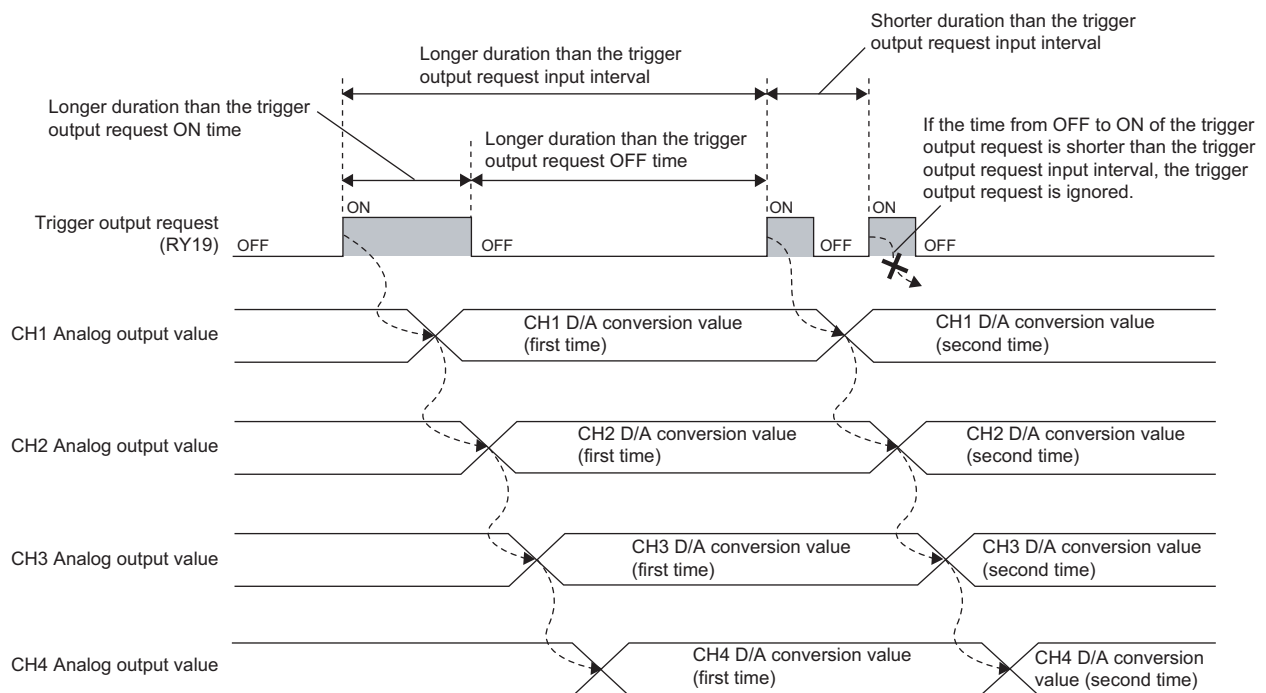 Shorter duration than the trigger
output request input interval
Longer duration than the trigger
output request input interval
Longer duration than the trigger
output request ON time
Longer duration than the trigger
output request OFF time
If the time from OFF to ON of the trigger
output request is shorter than the trigger
output request input interval, the trigger
output request is ignored.
Trigger output request
(RY19)
OFF
ON
OFF
ON
OFF
ON
OFF
CH1 Analog output value
CH1 D/A conversion value
(first time)
CH1 D/A conversion value
(second time)
CH2 Analog output value
CH2 D/A conversion value
(first time)
CH2 D/A conversion value
(second time)
CH3 Analog output value
CH3 D/A conversion value
(first time)
CH3 D/A conversion value
(second time)
CH4 Analog output value
CH4 D/A conversion value
(first time)
CH4 D/A conversion
value (second time)